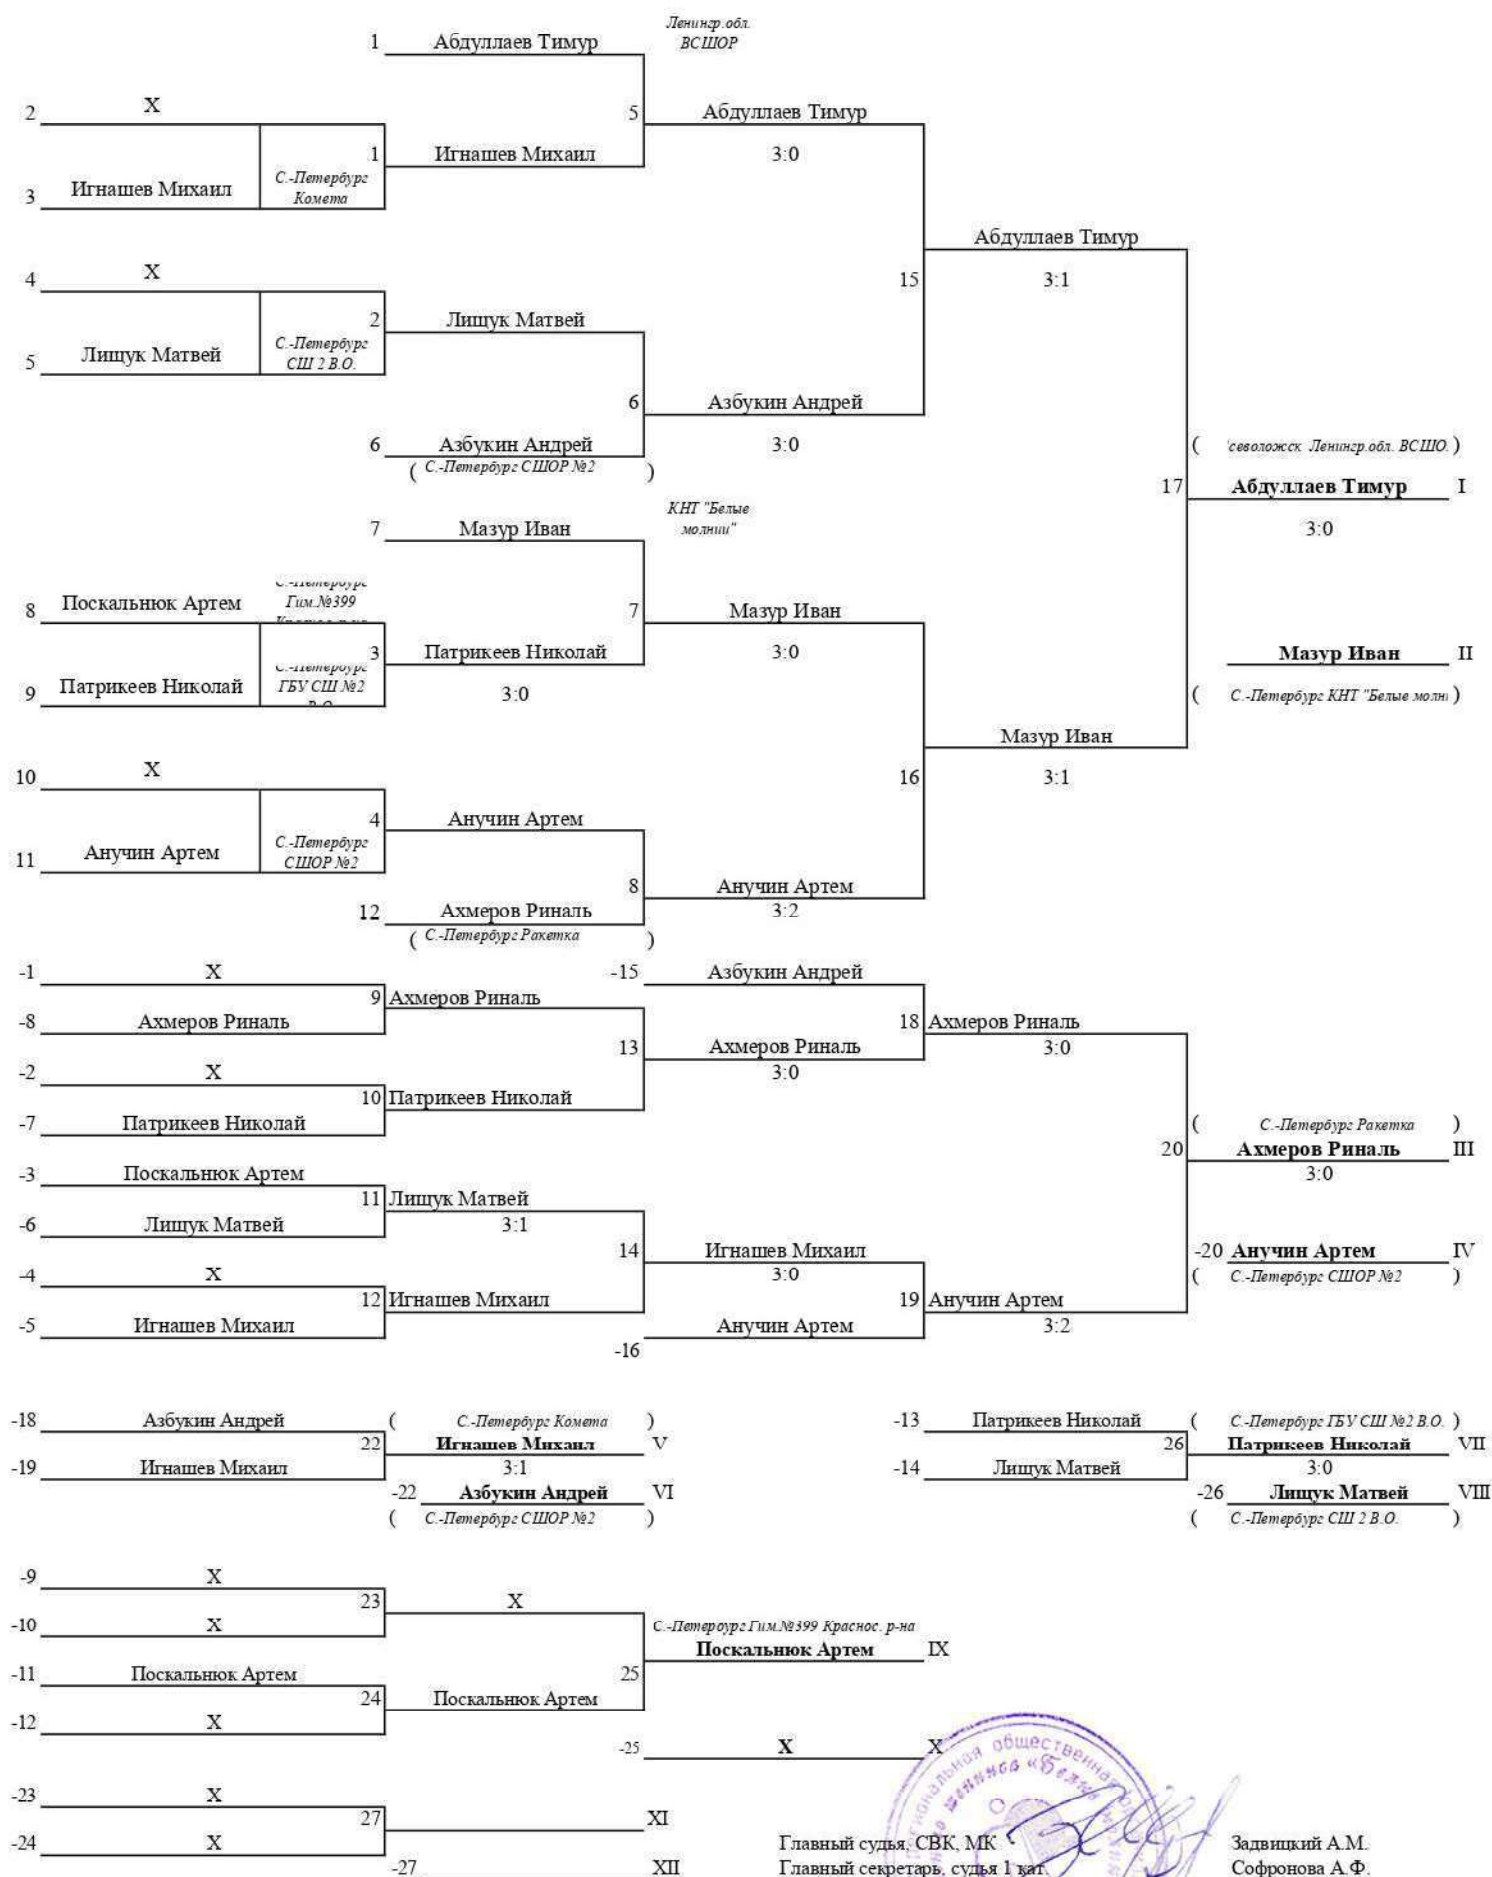 Ленингр.обл.
1 Абдуллаев Тимур ВСШОР
2 X
5 Абдуллаев Тимур
1 Игнашев Михаил 3:0
3 Игнашев Михаил С.-Петербург
Комета
Абдуллаев Тимур
4 X
15 3:1
2 Лищук Матвей
5 Лищук Матвей С.-Петербург
СШ 2 В.О.
6 Азбукин Андрей
6 Азбукин Андрей 3:0
( С.-Петербург СШОР №2 )
( севоложск Ленингр.обл. ВСШО. )
17 Абдуллаев Тимур I
3:0
КНТ "Белые
7 Мазур Иван молнии"
С.-Петербург
8 Поскальнюк Артем Гим.№399
7 Мазур Иван
3 Патрикеев Николай 3:0
Мазур Иван II
С.-Петербург
9 Патрикеев Николай ГБУ СШ №2
В.О.
3:0
( С.-Петербург КНТ "Белые молни )
Мазур Иван
10 X
16 3:1
4 Анучин Артем
11 Анучин Артем С.-Петербург
СШОР №2
8 Анучин Артем
12 Ахмеров Риналь 3:2
( С.-Петербург Ракетка )
-1 X
-15 Азбукин Андрей
9 Ахмеров Риналь
-8 Ахмеров Риналь
18 Ахмеров Риналь
13 Ахмеров Риналь 3:0
-2 X 3:0
10 Патрикеев Николай
-7 Патрикеев Николай
( С.-Петербург Ракетка )
20 Ахмеров Риналь III
3:0
-3 Поскальнюк Артем
11 Лищук Матвей
-6 Лищук Матвей 3:1
14 Игнашев Михаил
-20 Анучин Артем IV
-4 X 3:0
( С.-Петербург СШОР №2 )
12 Игнашев Михаил
19 Анучин Артем
-5 Игнашев Михаил
Анучин Артем 3:2
-16
-18 Азбукин Андрей ( С.-Петербург Комета )
22 Игнашев Михаил V
-19 Игнашев Михаил 3:1
-22 Азбукин Андрей VI
( С.-Петербург СШОР №2 )
-13 Патрикеев Николай ( С.-Петербург ГБУ СШ №2 В.О. )
26 Патрикеев Николай VII
-14 Лищук Матвей 3:0
-26 Лищук Матвей VIII
( С.-Петербург СШ 2 В.О. )
-9 X
23 X
-10 X
С.-Петербург Гим.№399 Краснос. р-на
Поскальнюк Артем IX
-11 Поскальнюк Артем
25
24 Поскальнюк Артем
-12 X
-25 X X
-23 X
27 XI
-24 X
-27 XII
общественная
Главный судья, СВК, МК Задвицкий А.М.
Главный секретарь, судья 1 кат. Софронова А.Ф.